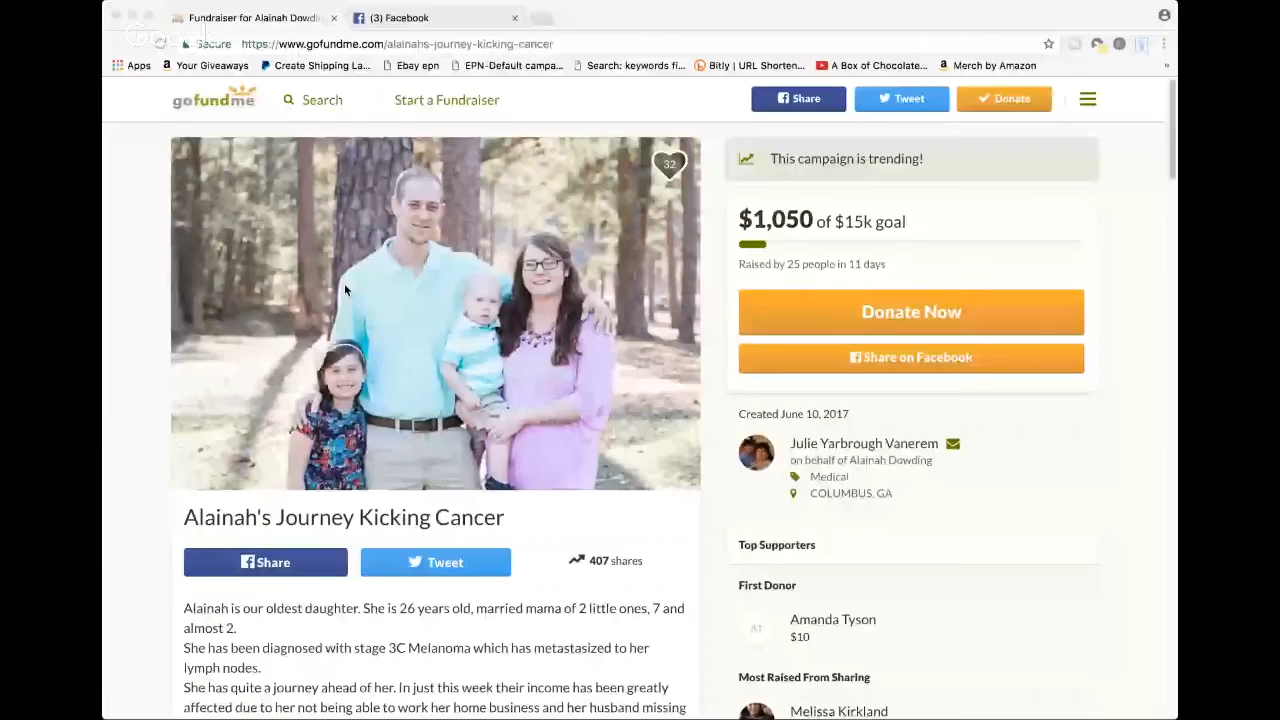 Google
Fundraiser for Alainah Dowdi
(3) Facebook
Secure
https://www.gofundme.com/alainahs-journey-kicking-cancer
Apps
Your Giveaways
Create Shipping La...
Ebay epn
EPN-Default campa...
Search: keywords fi...
Bitly | URL Shorten...
A Box of Chocolate...
Merch by Amazon
»
gofundme
Search
Start a Fundraiser
Share
Tweet
Donate
32
This campaign is trending!
$1,050 of $15k goal
Raised by 25 people in 11 days
Donate Now
Share on Facebook
Created June 10, 2017
Julie Yarbrough Vanerem
on behalf of Alainah Dowding
Medical
COLUMBUS, GA
Alainah's Journey Kicking Cancer
Share
Tweet
407 shares
Alainah is our oldest daughter. She is 26 years old, married mama of 2 little ones, 7 and
almost 2.
She has been diagnosed with stage 3C Melanoma which has metastasized to her
lymph nodes.
She has quite a journey ahead of her. In just this week their income has been greatly
affected due to her not being able to work her home business and her husband missing
Top Supporters
First Donor
AT
Amanda Tyson
$10
Most Raised From Sharing
Melissa Kirkland